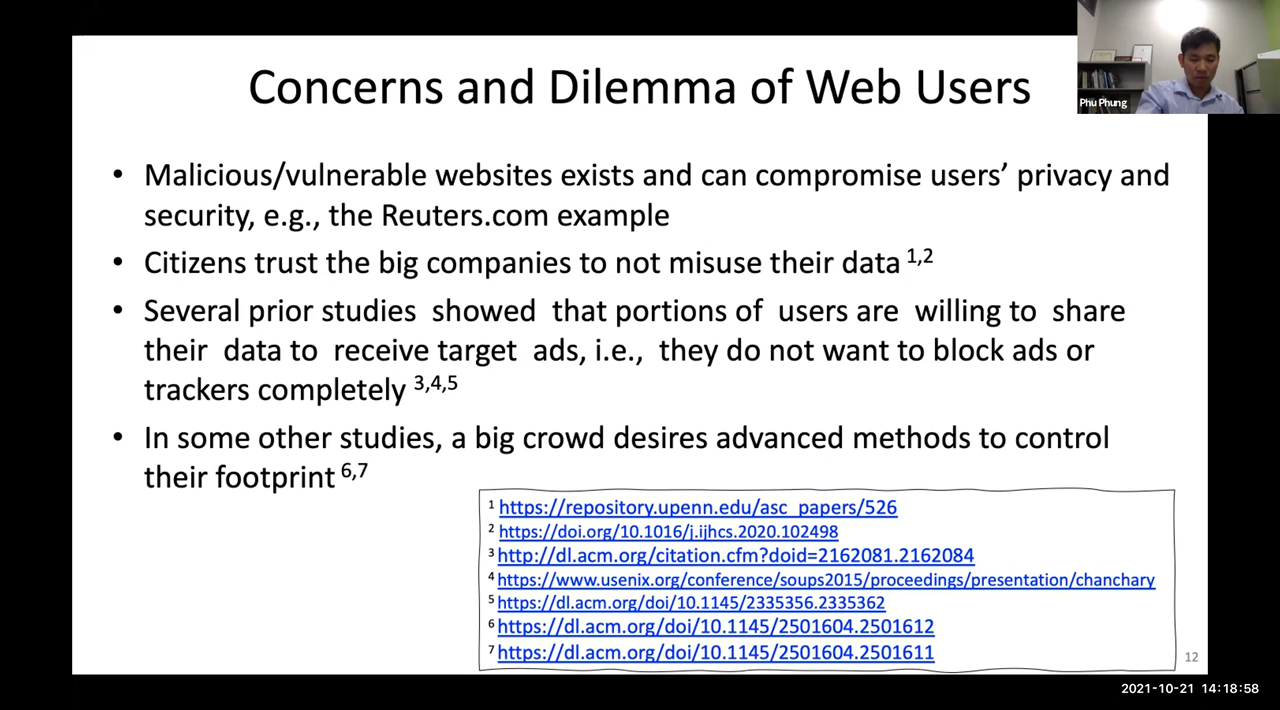 Concerns and Dilemma of Web Users
Phu Phung
• Malicious/vulnerable websites exists and can compromise users’ privacy and
security, e.g., the Reuters.com example
• Citizens trust the big companies to not misuse their data 1,2
• Several prior studies showed that portions of users are willing to share
their data to receive target ads, i.e., they do not want to block ads or
trackers completely 3,4,5
• In some other studies, a big crowd desires advanced methods to control
their footprint 6,7
1 https://repository.upenn.edu/asc_papers/526
2 https://doi.org/10.1016/j.ijhcs.2020.102498
3 http://dl.acm.org/citation.cfm?doid=2162081.2162084
4 https://www.usenix.org/conference/soups2015/proceedings/presentation/chanchary
5 https://dl.acm.org/doi/10.1145/2335356.2335362
6 https://dl.acm.org/doi/10.1145/2501604.2501612
7 https://dl.acm.org/doi/10.1145/2501604.2501611
12
2021-10-21 14:18:58